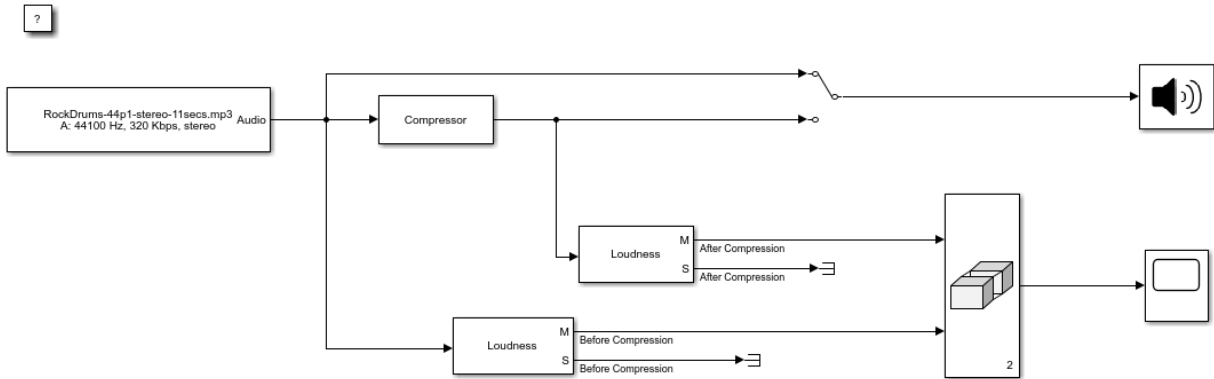 ?
RockDrums-44p1-stereo-11secs.mp3
A: 44100 Hz, 320 Kbps, stereo
Audio
Compressor
Loudness
M
After Compression
S
After Compression
Loudness
M
Before Compression
S
Before Compression
2